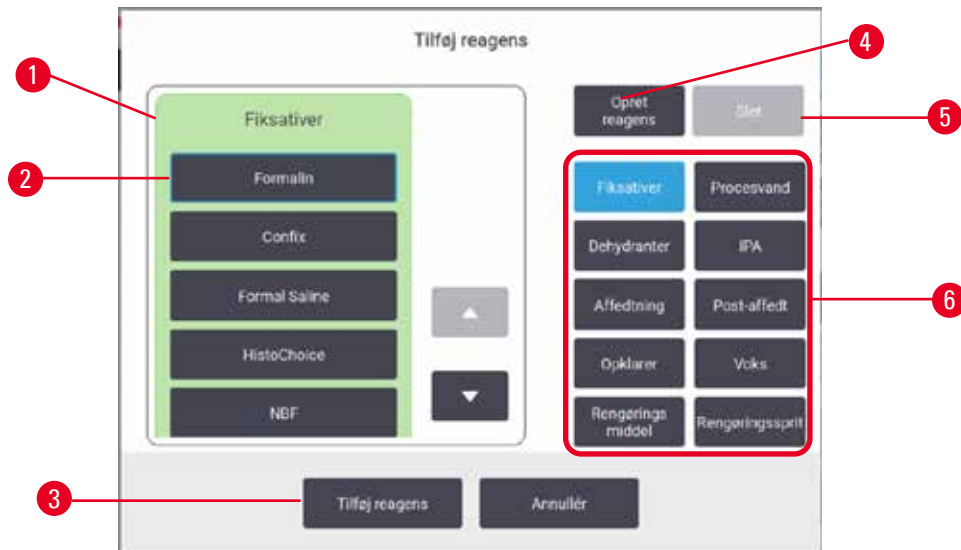 Tilføj reagens
4
1
Opret
reagens
Slet
5
Fiksativer
2
Formalin
Confix
Formal Saline
HistoChoice
NBF
Fiksativer
Procesvand
Dehydranter
IPA
Affedtning
Post-affedt
6
Opklarer
Voks
Rengørings
middel
Rengøringssprit
3
Tilføj reagens
Annullér